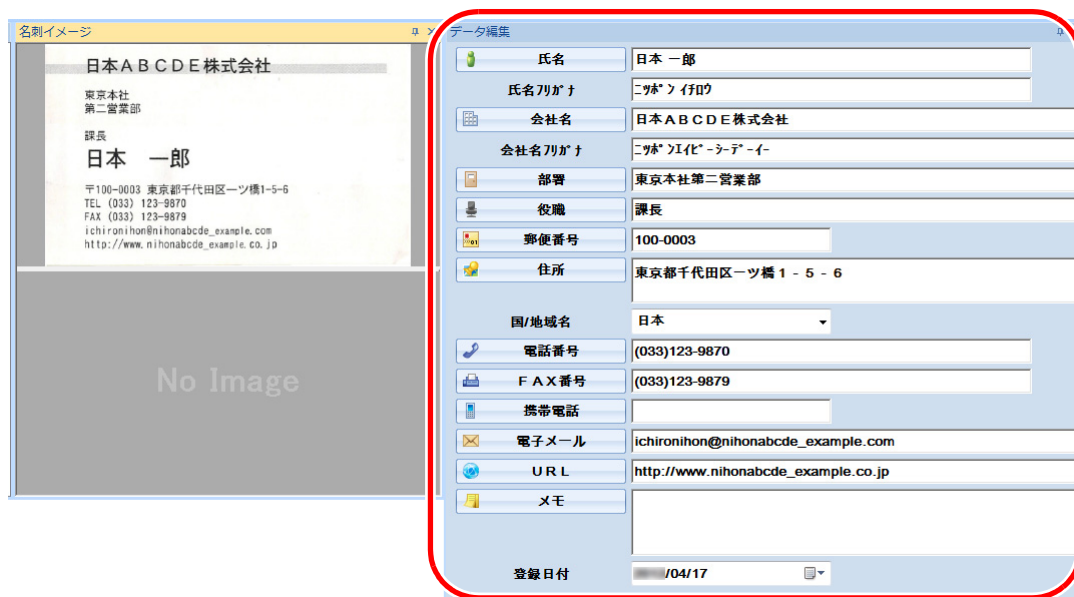 名刺イメージ
日本ＡＢＣＤＥ株式会社
東京本社
第二営業部
課長
日本　一郎
〒100-0003 東京都千代田区一ツ橋1-5-6
TEL (033) 123-9870
FAX (033) 123-9879
ichironihon@nihonabcde_example.com
http://www.nihonabcde_example.co.jp
No Image
データ編集
氏名 日本 一郎
氏名ﾌﾘｶﾞﾅ ﾆｯﾎﾟﾝ ｲﾁﾛｳ
会社名 日本ＡＢＣＤＥ株式会社
会社名ﾌﾘｶﾞﾅ ﾆｯﾎﾟﾝｴｲﾋﾞｰｼｰﾃﾞｰｲｰ
部署 東京本社第二営業部
役職 課長
郵便番号 100-0003
住所 東京都千代田区一ツ橋１－５－６
国/地域名 日本
電話番号 (033)123-9870
ＦＡＸ番号 (033)123-9879
携帯電話
電子メール ichironihon@nihonabcde_example.com
ＵＲＬ http://www.nihonabcde_example.co.jp
メモ
登録日付 /04/17